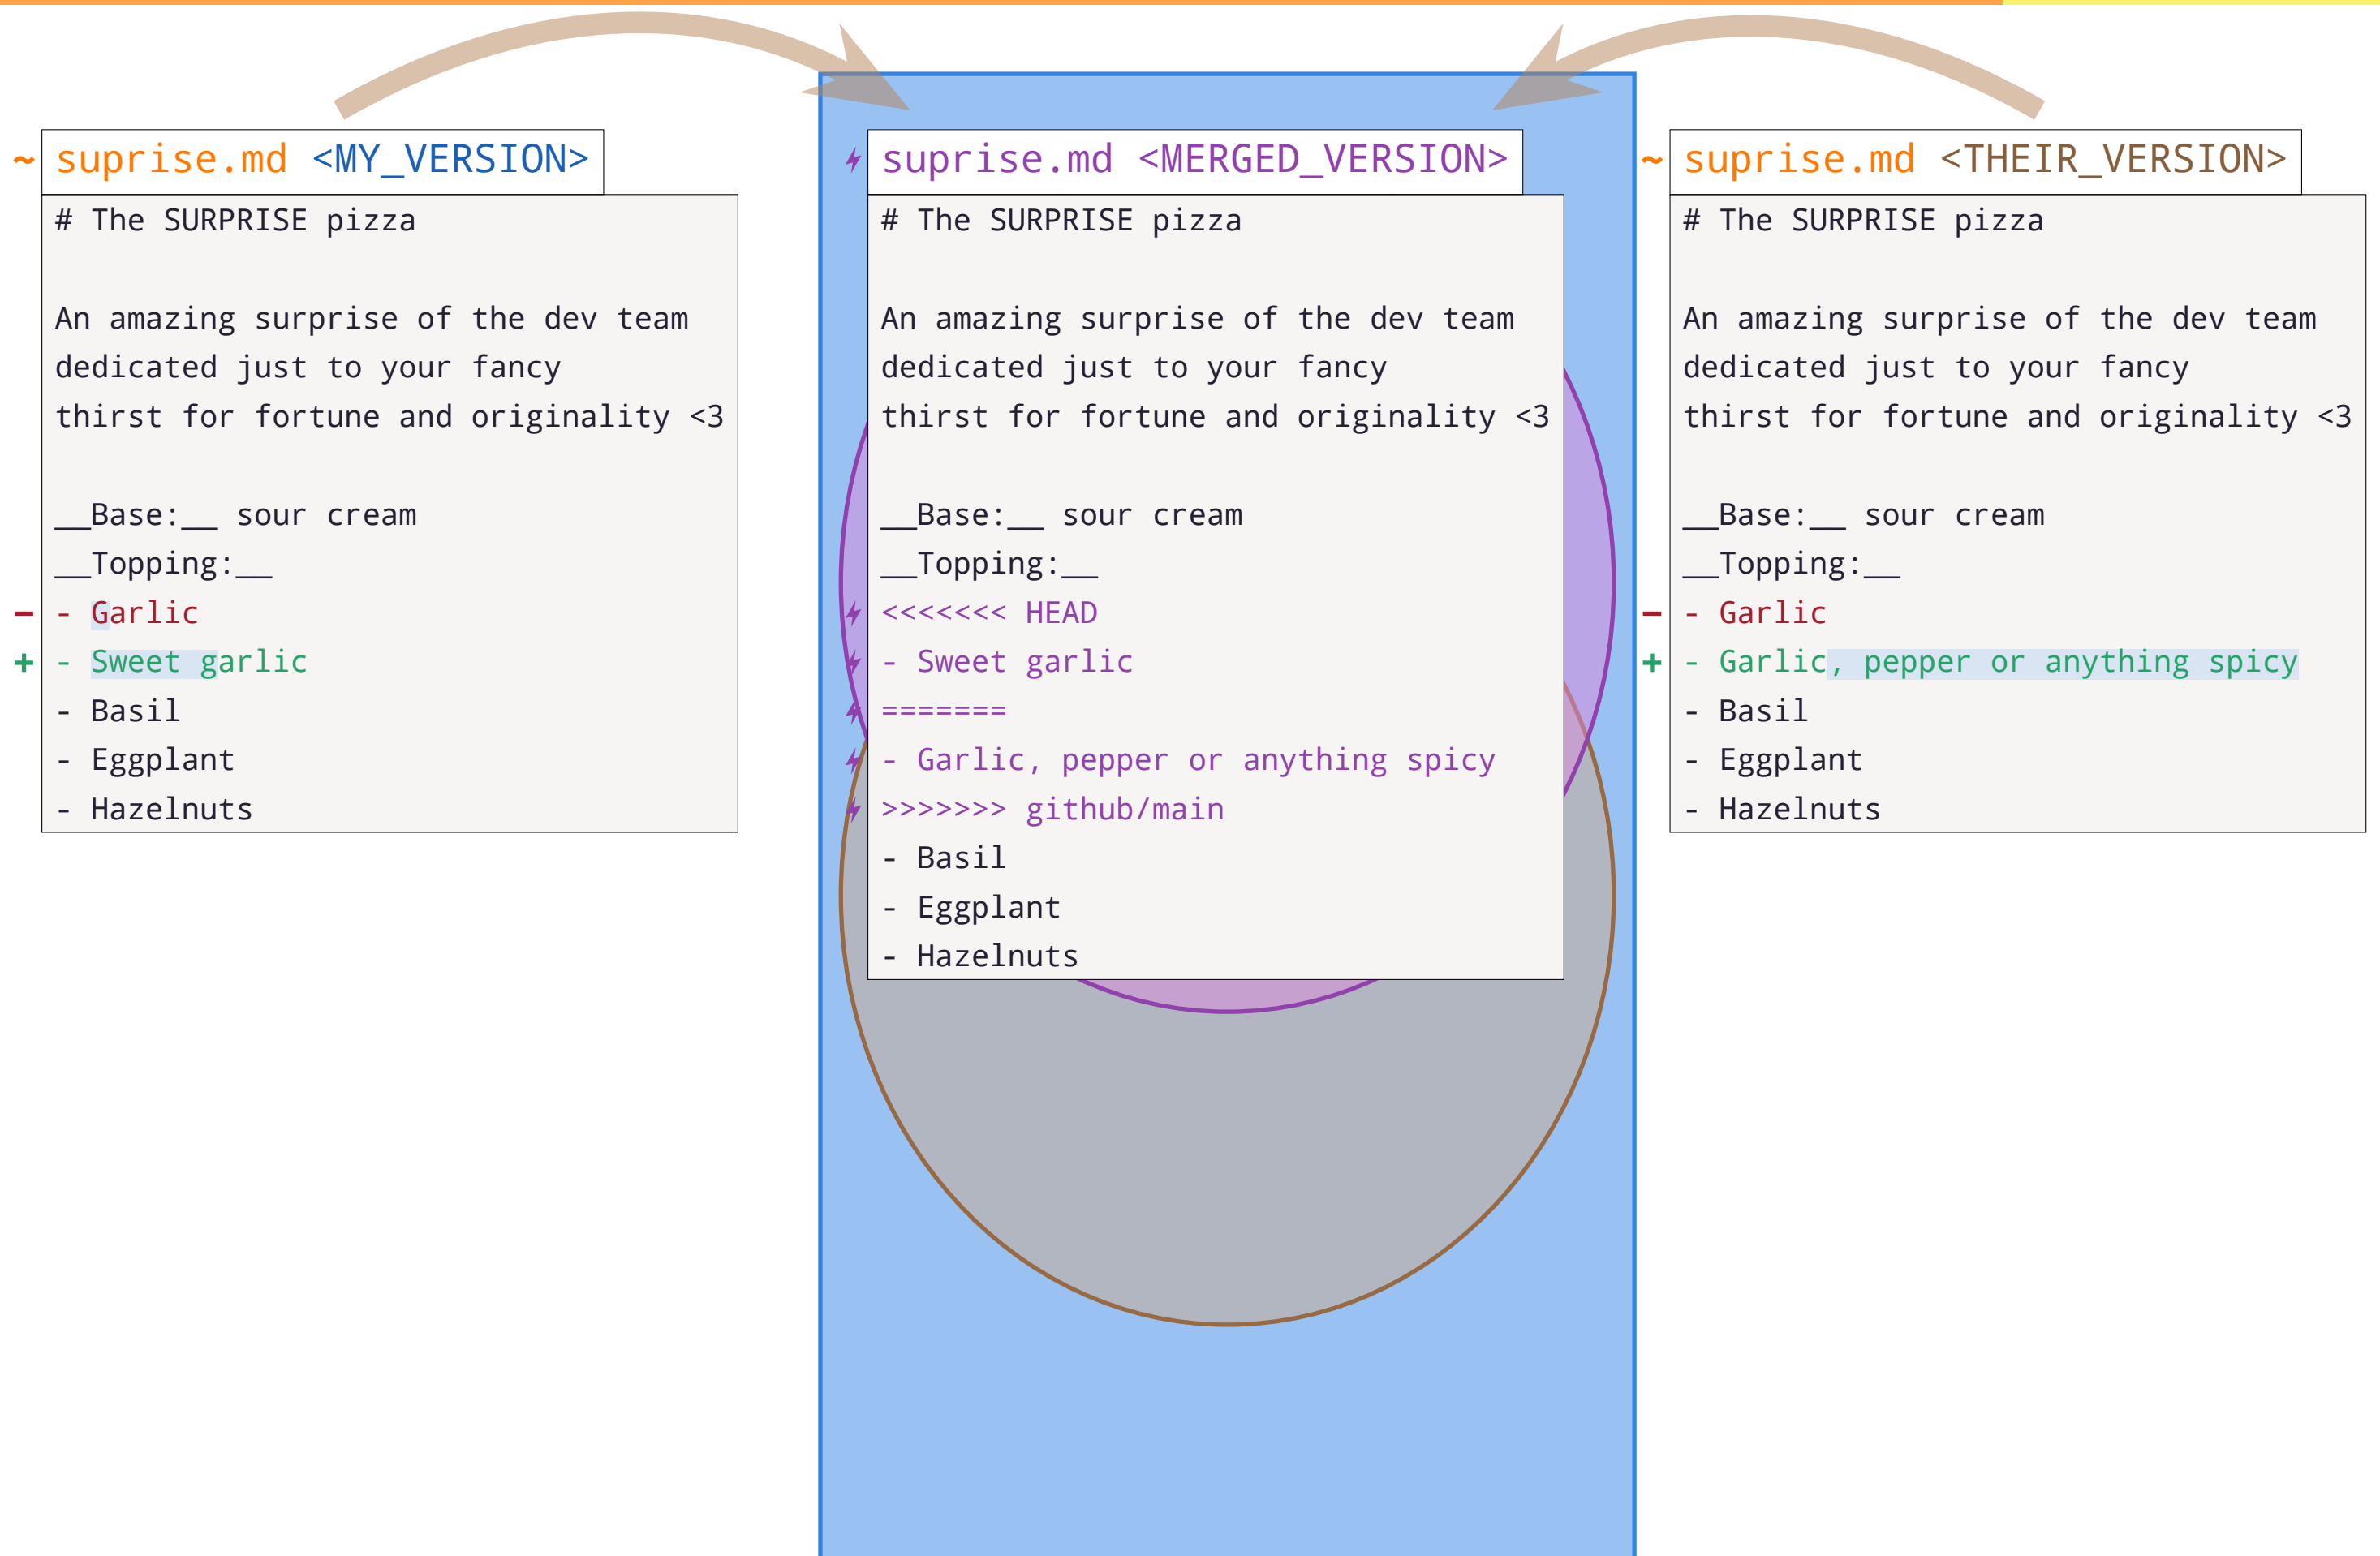 ~ suprise.md <MY_VERSION>
# The SURPRISE pizza
An amazing surprise of the dev team
dedicated just to your fancy
thirst for fortune and originality <3
__Base:__ sour cream
__Topping:__
- - Garlic
+ - Sweet garlic
- Basil
- Eggplant
- Hazelnuts
suprise.md <MERGED_VERSION>
# The SURPRISE pizza
An amazing surprise of the dev team
dedicated just to your fancy
thirst for fortune and originality <3
__Base:__ sour cream
__Topping:__
<<<<<<< HEAD
- Sweet garlic
=======
- Garlic, pepper or anything spicy
>>>>>>> github/main
- Basil
- Eggplant
- Hazelnuts
~ suprise.md <THEIR_VERSION>
# The SURPRISE pizza
An amazing surprise of the dev team
dedicated just to your fancy
thirst for fortune and originality <3
__Base:__ sour cream
__Topping:__
- - Garlic
+ - Garlic, pepper or anything spicy
- Basil
- Eggplant
- Hazelnuts